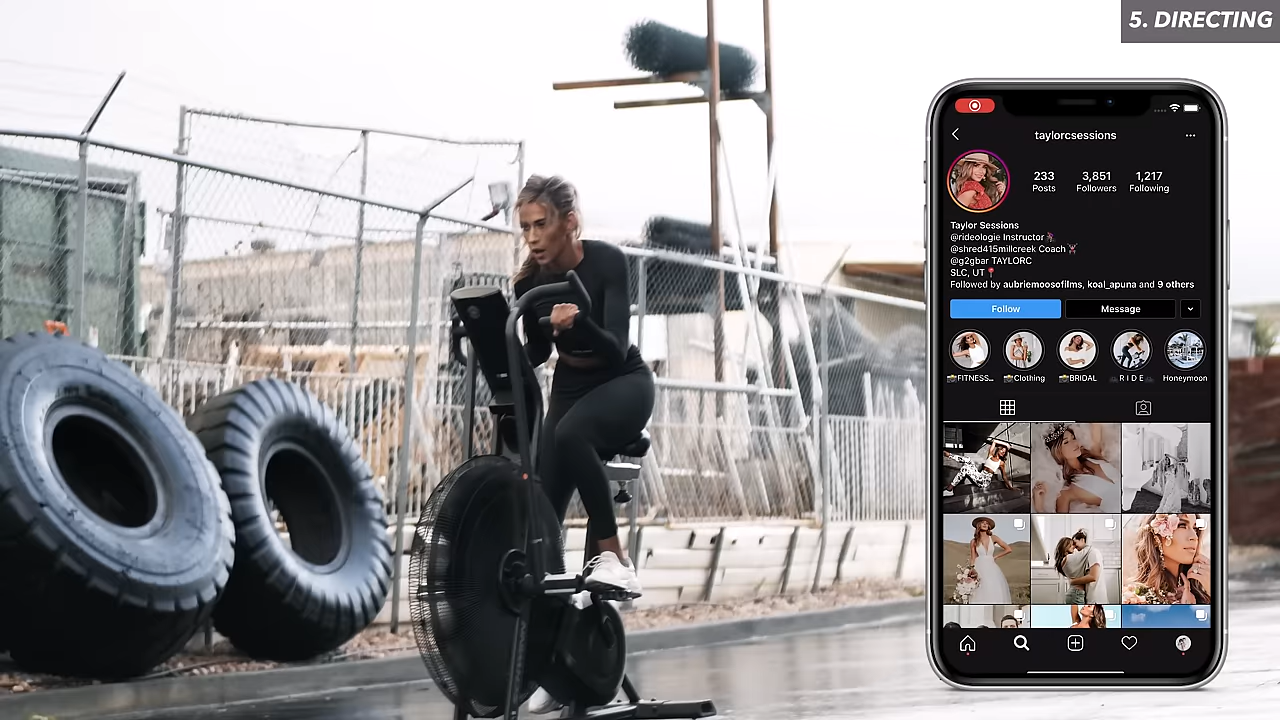 5. DIRECTING
taylorcsessions
233
3,851
1,217
Posts
Followers
Following
Taylor Sessions
@rideologie Instructor
@shred415millcreek Coach
@g2gbar TAYLORC
SLC, UT
Followed by aubriemoosofilms, koal_apuna and 9 others
Follow
Message
FITNESS...
Clothing
BRIDAL
R I D E
Honeymoon